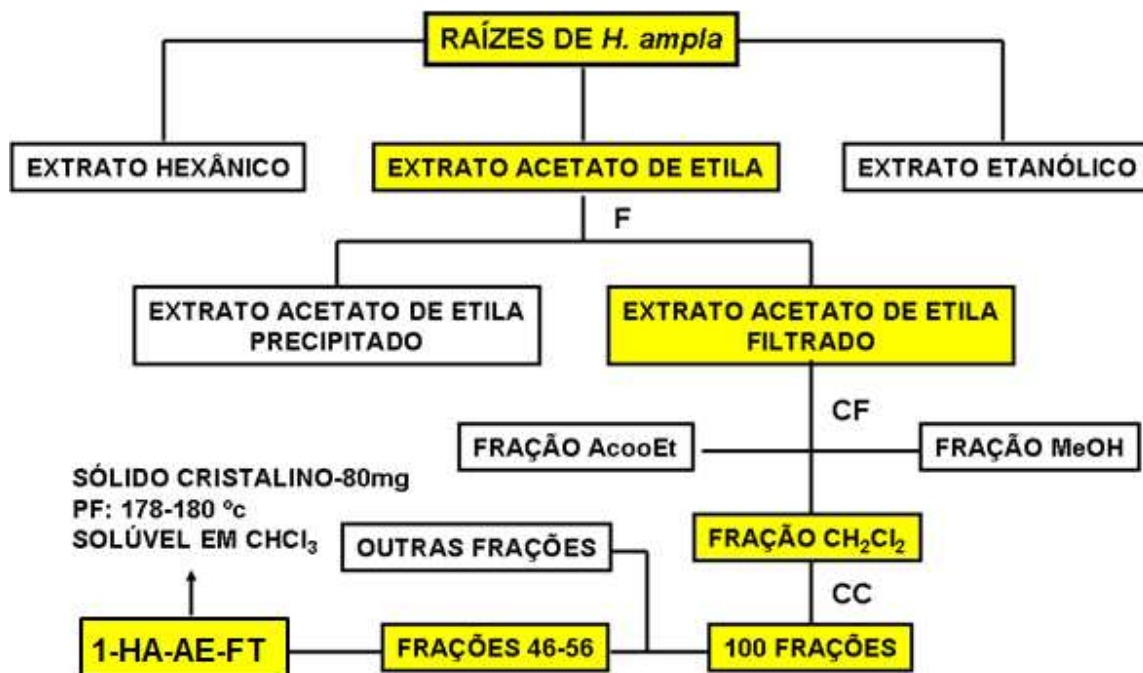 RAÍZES DE H. ampla
EXTRATO HEXÂNICO
EXTRATO ACETATO DE ETILA
EXTRATO ETANÓLICO
F
EXTRATO ACETATO DE ETILA
PRECIPITADO
EXTRATO ACETATO DE ETILA
FILTRADO
CF
FRAÇÃO AcooEt
FRAÇÃO MeOH
SÓLIDO CRISTALINO-80mg
PF: 178-180 ºc
SOLÚVEL EM CHCl₃
OUTRAS FRAÇÕES
FRAÇÃO CH₂Cl₂
CC
1-HA-AE-FT
FRAÇÕES 46-56
100 FRAÇÕES